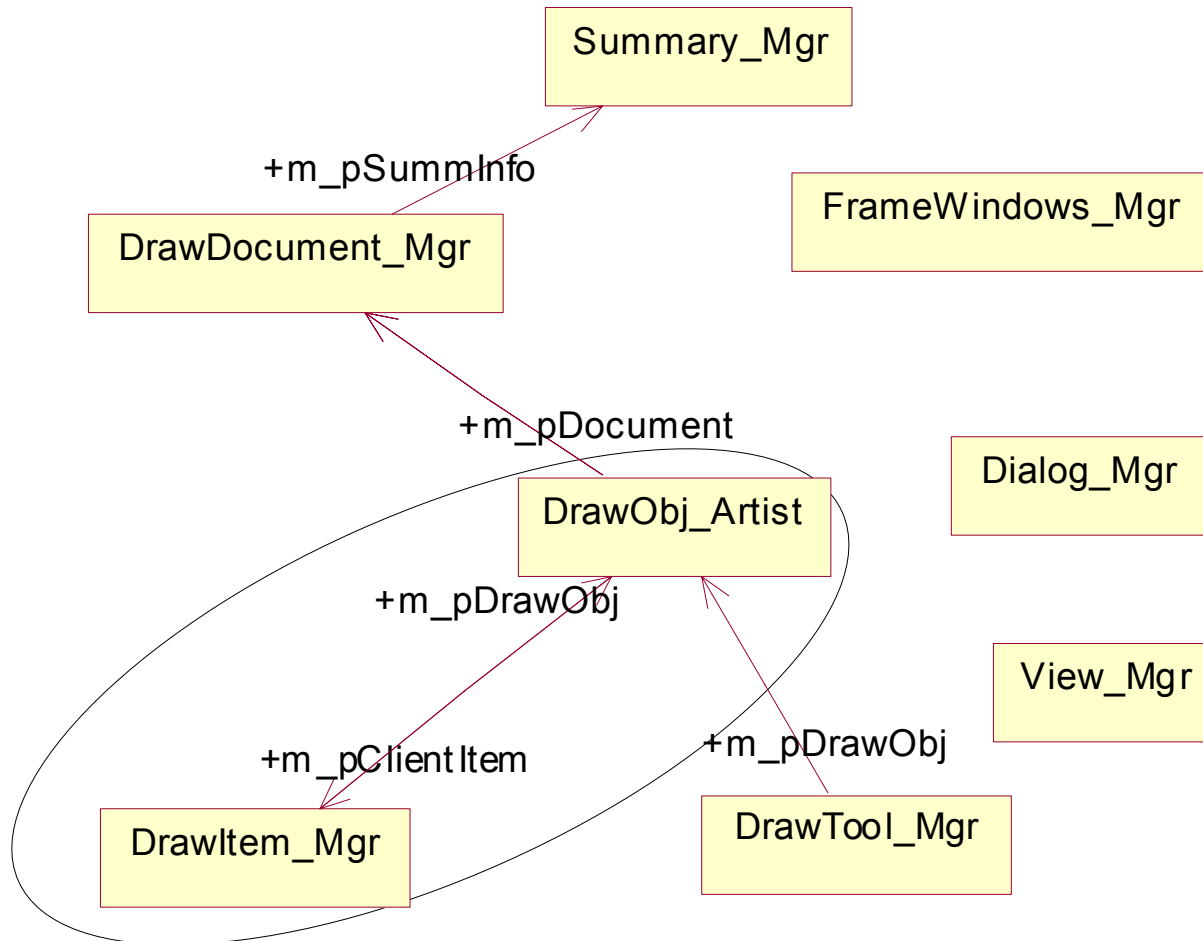 Summary_Mgr
+m_pSummInfo
FrameWindows_Mgr
DrawDocument_Mgr
+m_pDocument
Dialog_Mgr
DrawObj_Artist
+m_pDrawObj
View_Mgr
+m_pClientItem
+m_pDrawObj
DrawItem_Mgr
DrawTool_Mgr